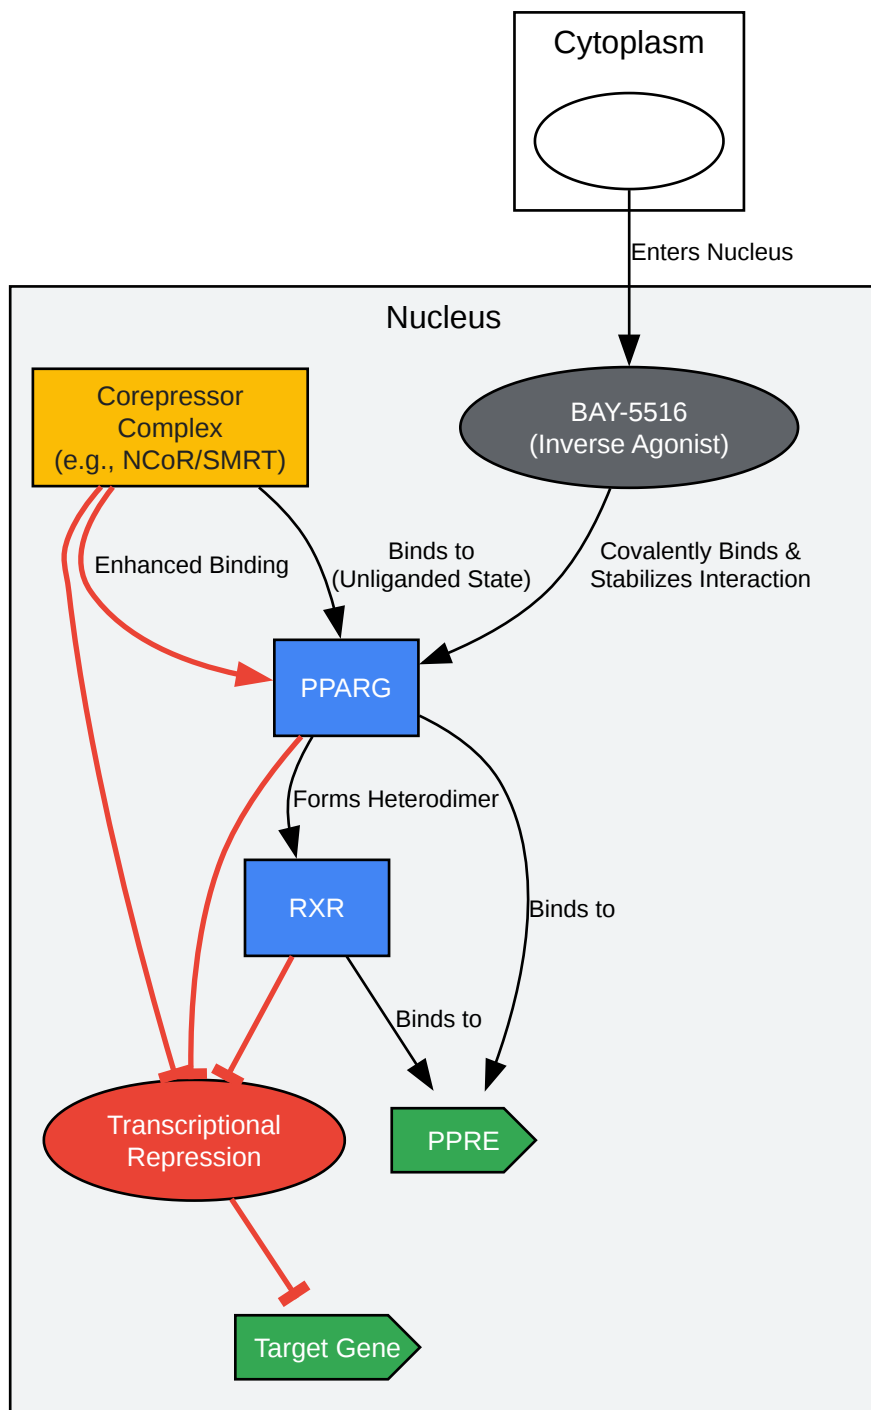 Cytoplasm
Enters Nucleus
Nucleus
Corepressor
Complex
(e.g., NCoR/SMRT)
BAY-5516
(Inverse Agonist)
Enhanced Binding
Binds to
(Unliganded State)
Covalently Binds &
Stabilizes Interaction
PPARG
Forms Heterodimer
RXR
Binds to
Binds to
Transcriptional
Repression
PPRE
Target Gene